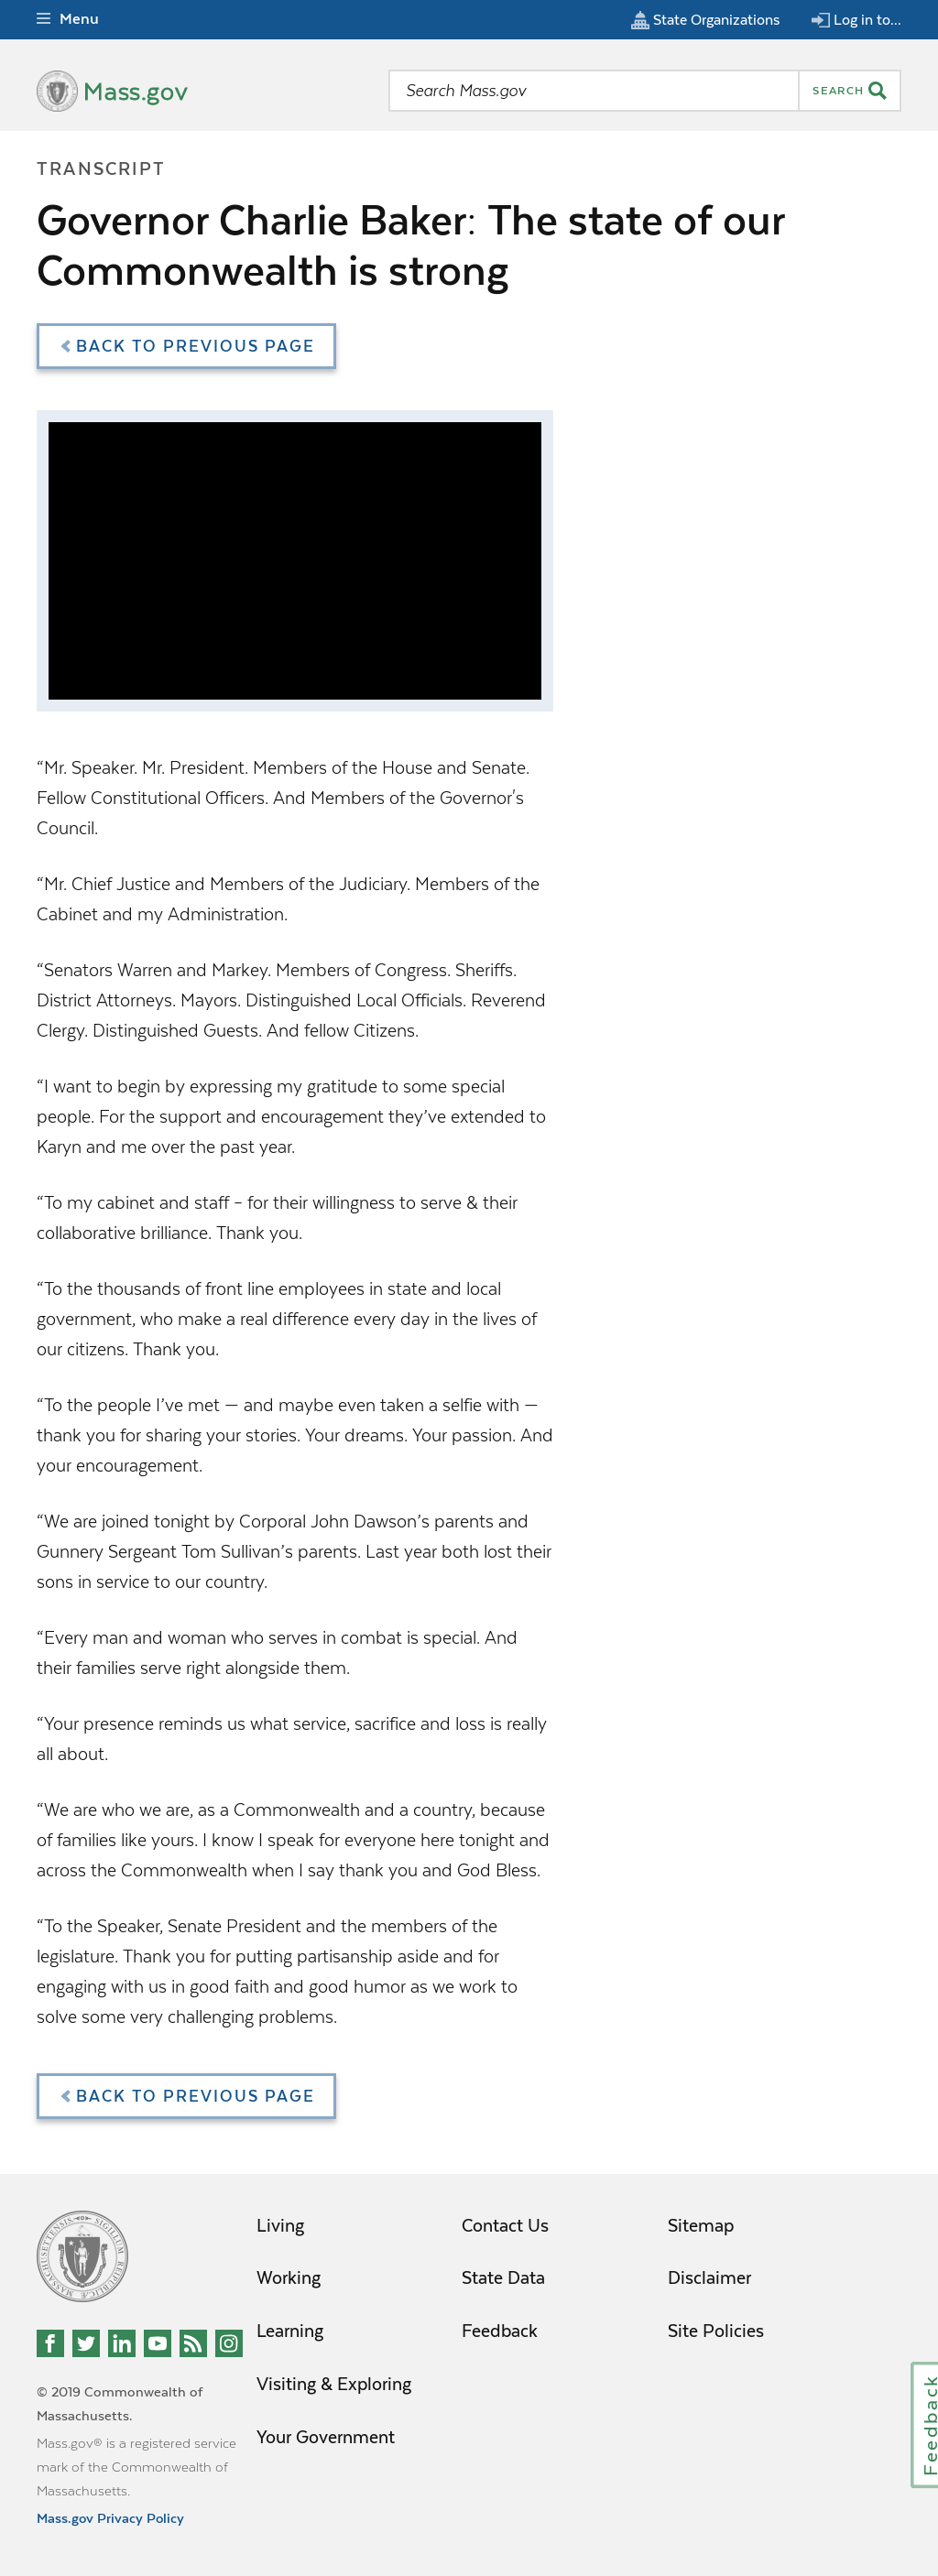 Menu
State Organizations
Log in to...
Mass.gov
Search Mass.gov
SEARCH
TRANSCRIPT
Governor Charlie Baker: The state of our
Commonwealth is strong
BACK TO PREVIOUS PAGE
“Mr. Speaker. Mr. President. Members of the House and Senate.
Fellow Constitutional Officers. And Members of the Governor's
Council.
“Mr. Chief Justice and Members of the Judiciary. Members of the
Cabinet and my Administration.
“Senators Warren and Markey. Members of Congress. Sheriffs.
District Attorneys. Mayors. Distinguished Local Officials. Reverend
Clergy. Distinguished Guests. And fellow Citizens.
“I want to begin by expressing my gratitude to some special
people. For the support and encouragement they’ve extended to
Karyn and me over the past year.
“To my cabinet and staff – for their willingness to serve & their
collaborative brilliance. Thank you.
“To the thousands of front line employees in state and local
government, who make a real difference every day in the lives of
our citizens. Thank you.
“To the people I’ve met — and maybe even taken a selfie with —
thank you for sharing your stories. Your dreams. Your passion. And
your encouragement.
“We are joined tonight by Corporal John Dawson’s parents and
Gunnery Sergeant Tom Sullivan’s parents. Last year both lost their
sons in service to our country.
“Every man and woman who serves in combat is special. And
their families serve right alongside them.
“Your presence reminds us what service, sacrifice and loss is really
all about.
“We are who we are, as a Commonwealth and a country, because
of families like yours. I know I speak for everyone here tonight and
across the Commonwealth when I say thank you and God Bless.
“To the Speaker, Senate President and the members of the
legislature. Thank you for putting partisanship aside and for
engaging with us in good faith and good humor as we work to
solve some very challenging problems.
BACK TO PREVIOUS PAGE
Living
Working
Learning
Visiting & Exploring
Your Government
Contact Us
State Data
Feedback
Sitemap
Disclaimer
Site Policies
© 2019 Commonwealth of
Massachusetts.
Mass.gov® is a registered service
mark of the Commonwealth of
Massachusetts.
Mass.gov Privacy Policy
Feedback